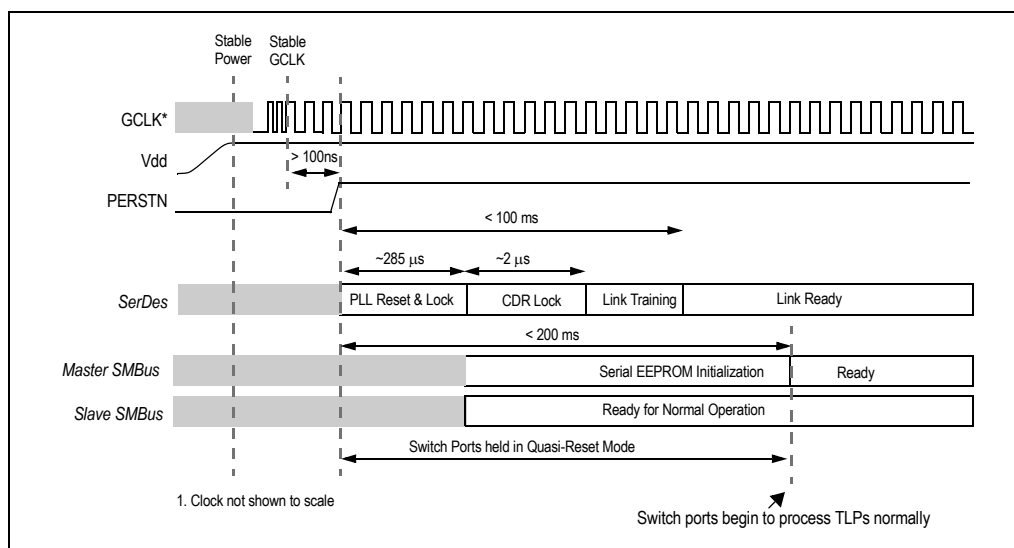 Stable Power
Stable GCLK
GCLK*
Vdd
> 100ns
PERSTN
< 100 ms
~285 μs
~2 μs
SerDes
PLL Reset & Lock
CDR Lock
Link Training
Link Ready
< 200 ms
Master SMBus
Serial EEPROM Initialization
Ready
Slave SMBus
Ready for Normal Operation
Switch Ports held in Quasi-Reset Mode
1. Clock not shown to scale
Switch ports begin to process TLPs normally